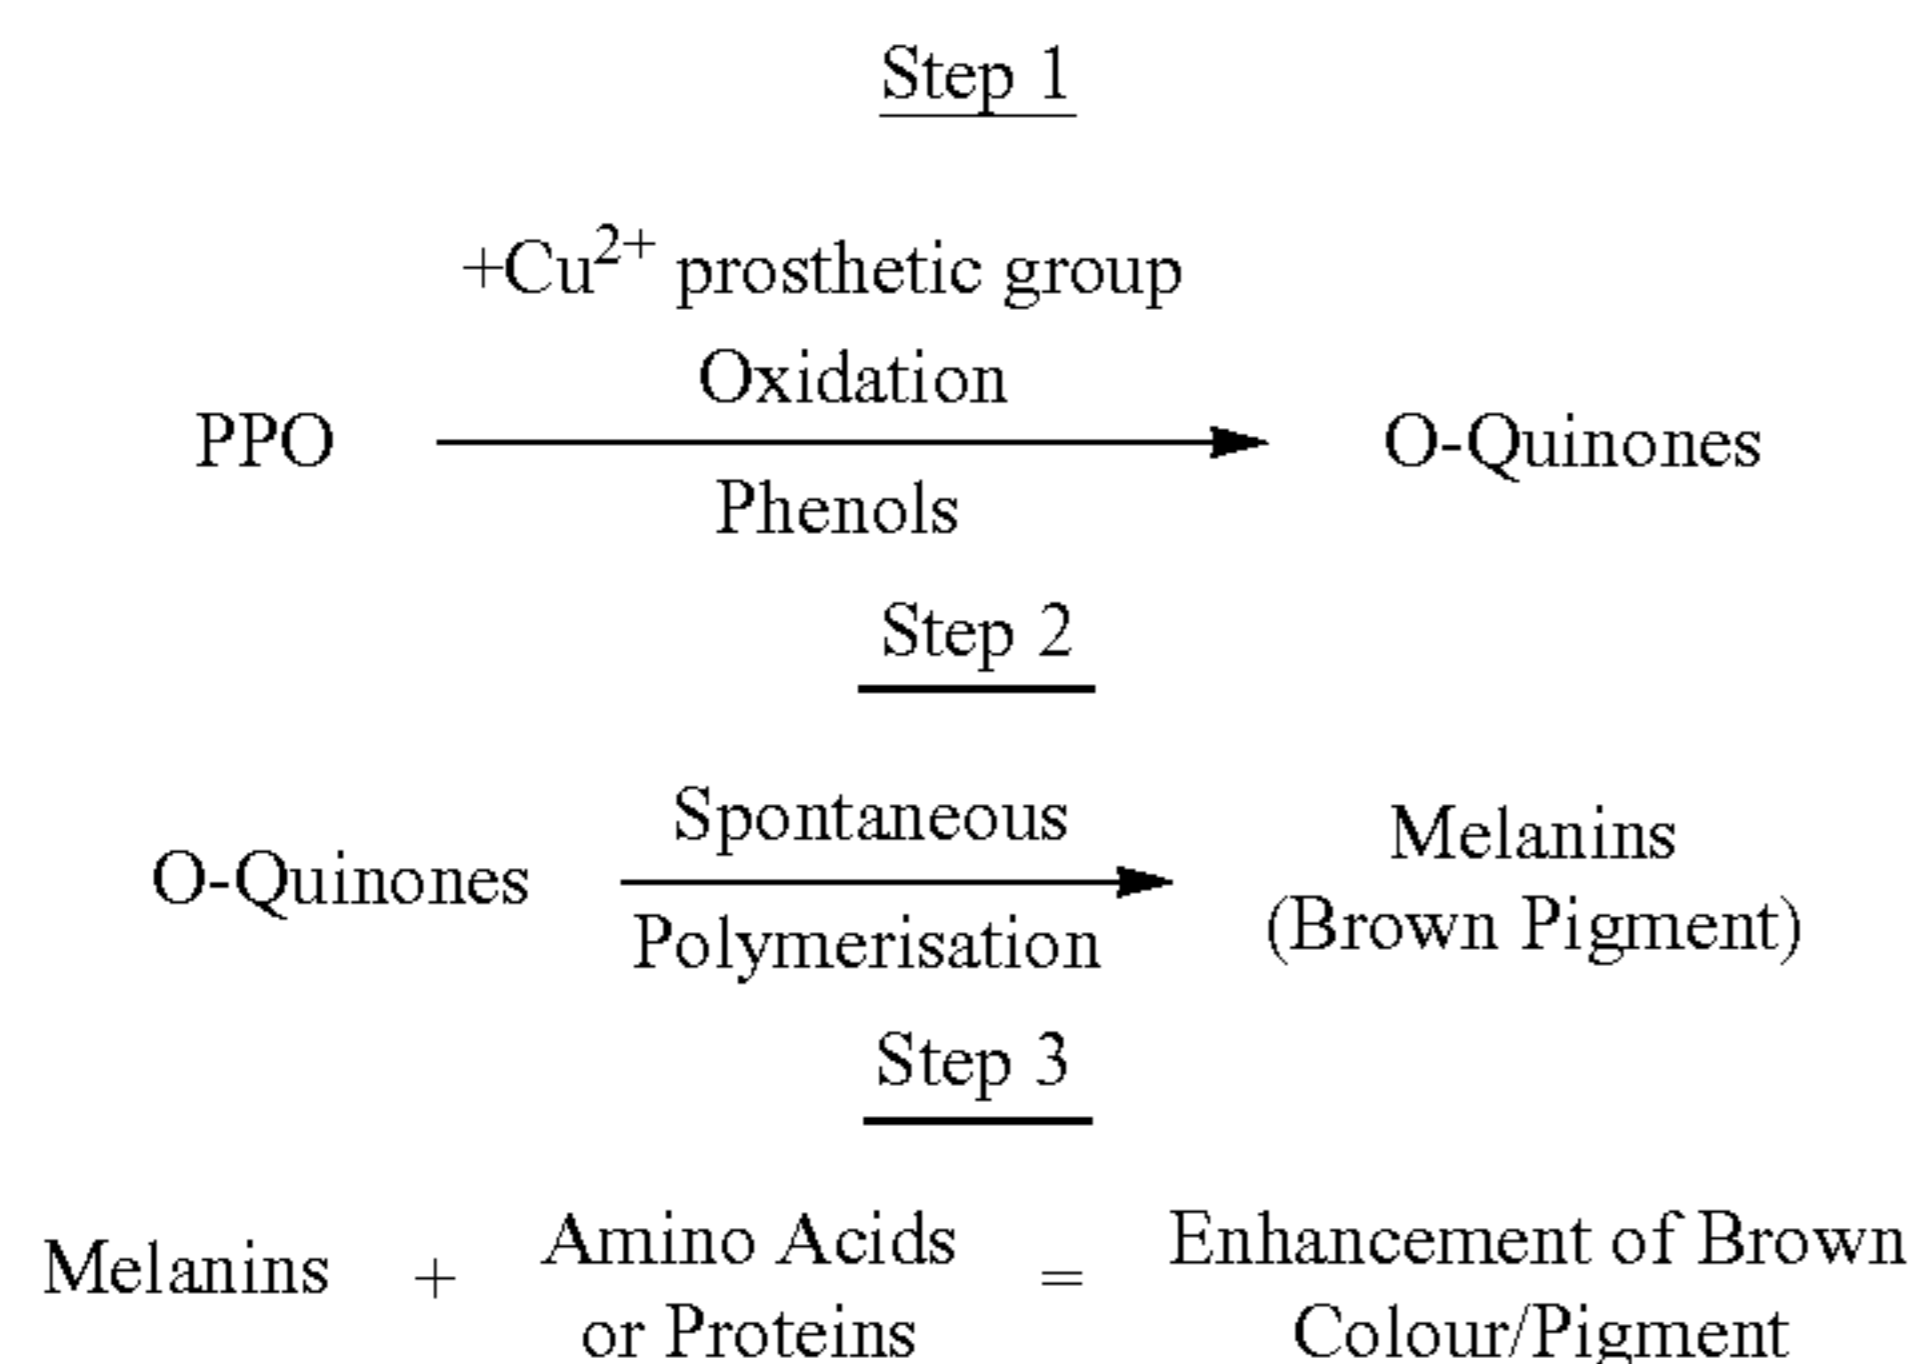 Step 1
+Cu²⁺ prosthetic group
Oxidation
PPO
O-Quinones
Phenols
Step 2
Spontaneous
O-Quinones
Polymerisation
Melanins
(Brown Pigment)
Step 3
Melanins + Amino Acids
or Proteins
= Enhancement of Brown
Colour/Pigment